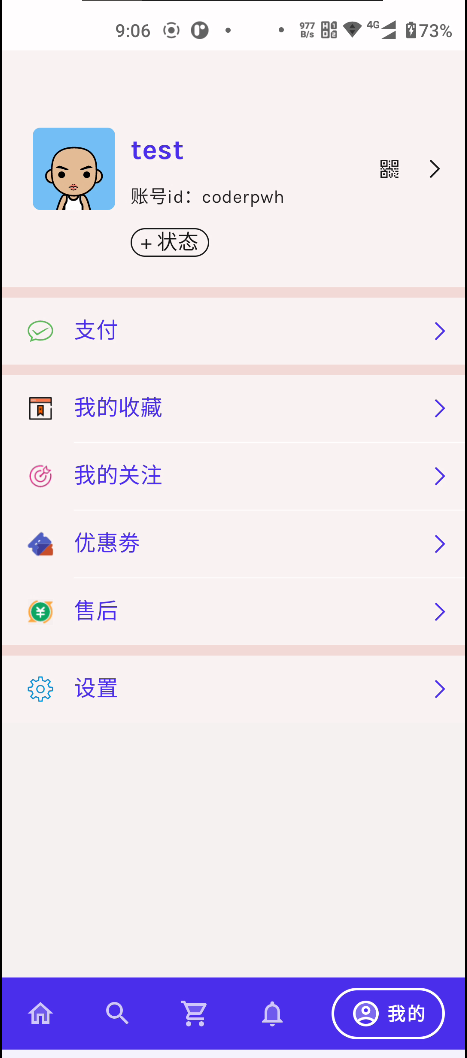 9:06 977 B/s 4G 73%
test
账号id：coderpwh
+ 状态
支付
我的收藏
我的关注
优惠劵
售后
设置
我的